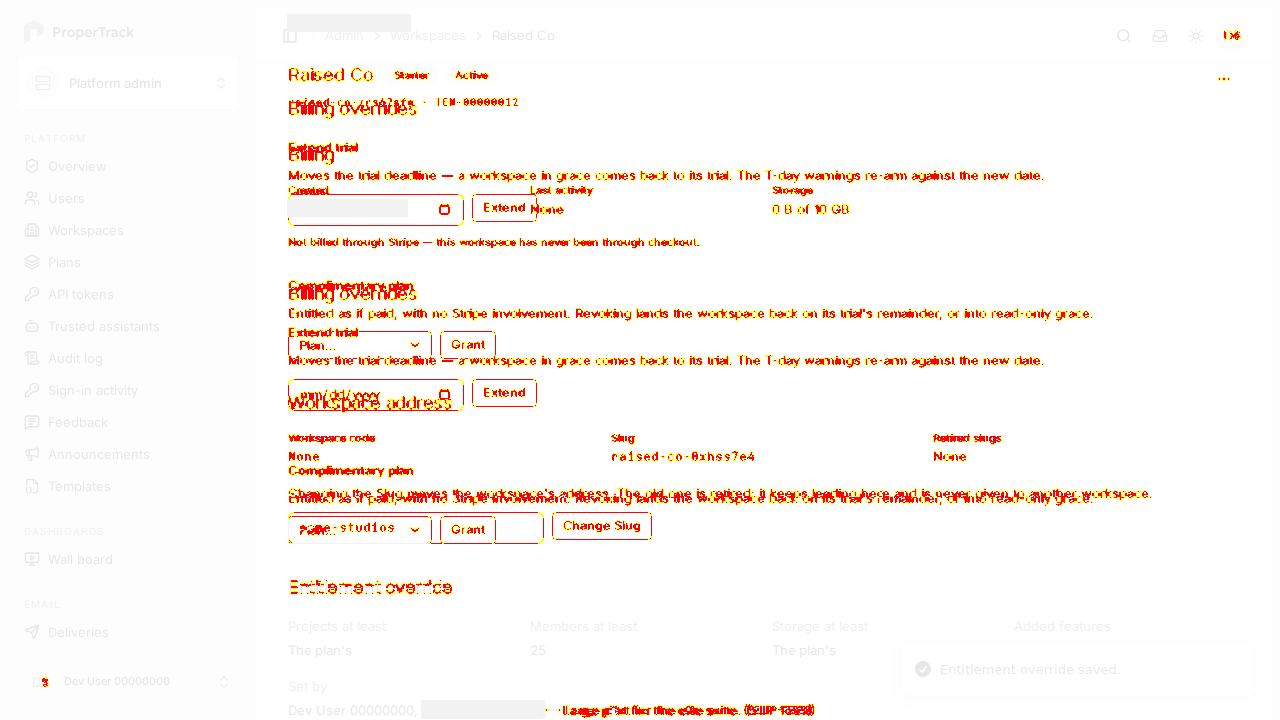 ProperTrack
Admin > Workspaces > Raised Co
Platform admin
Raised Co Starter Active
· TEN-00000012
Billing overrides
PLATFORM
Overview
Users
Workspaces
Plans
API tokens
Trusted assistants
Audit log
Sign-in activity
Feedback
Announcements
Templates
DASHBOARDS
Wall board
EMAIL
Deliveries
Dev User 00000000
Extend trial
Billing
Moves the trial deadline — a workspace in grace comes back to its trial. The T-day warnings re-arm against the new date.
Created Last activity Storage
Extend None 0 B of 10 GB
Not billed through Stripe — this workspace has never been through checkout.
Complimentary plan
Billing overrides
Entitled as if paid, with no Stripe involvement. Revoking lands the workspace back on its trial's remainder, or into read-only grace.
Extend trial
Plan... Grant
Moves the trial deadline — a workspace in grace comes back to its trial. The T-day warnings re-arm against the new date.
mm/dd/yyyy Extend
Workspace address
Workspace code Slug Retired slugs
None raised-co-0xhss7e4 None
Complimentary plan
Changing the Slug moves the workspace's address. The old one is retired: it keeps leading here and is never given to another workspace.
Entitled as if paid, with no Stripe involvement. Revoking lands the workspace back on its trial's remainder, or into read-only grace.
Plan... Grant Change Slug
Entitlement override
Projects at least Members at least Storage at least Added features
The plan's 25 The plan's
Entitlement override saved.
Set by
Dev User 00000000,